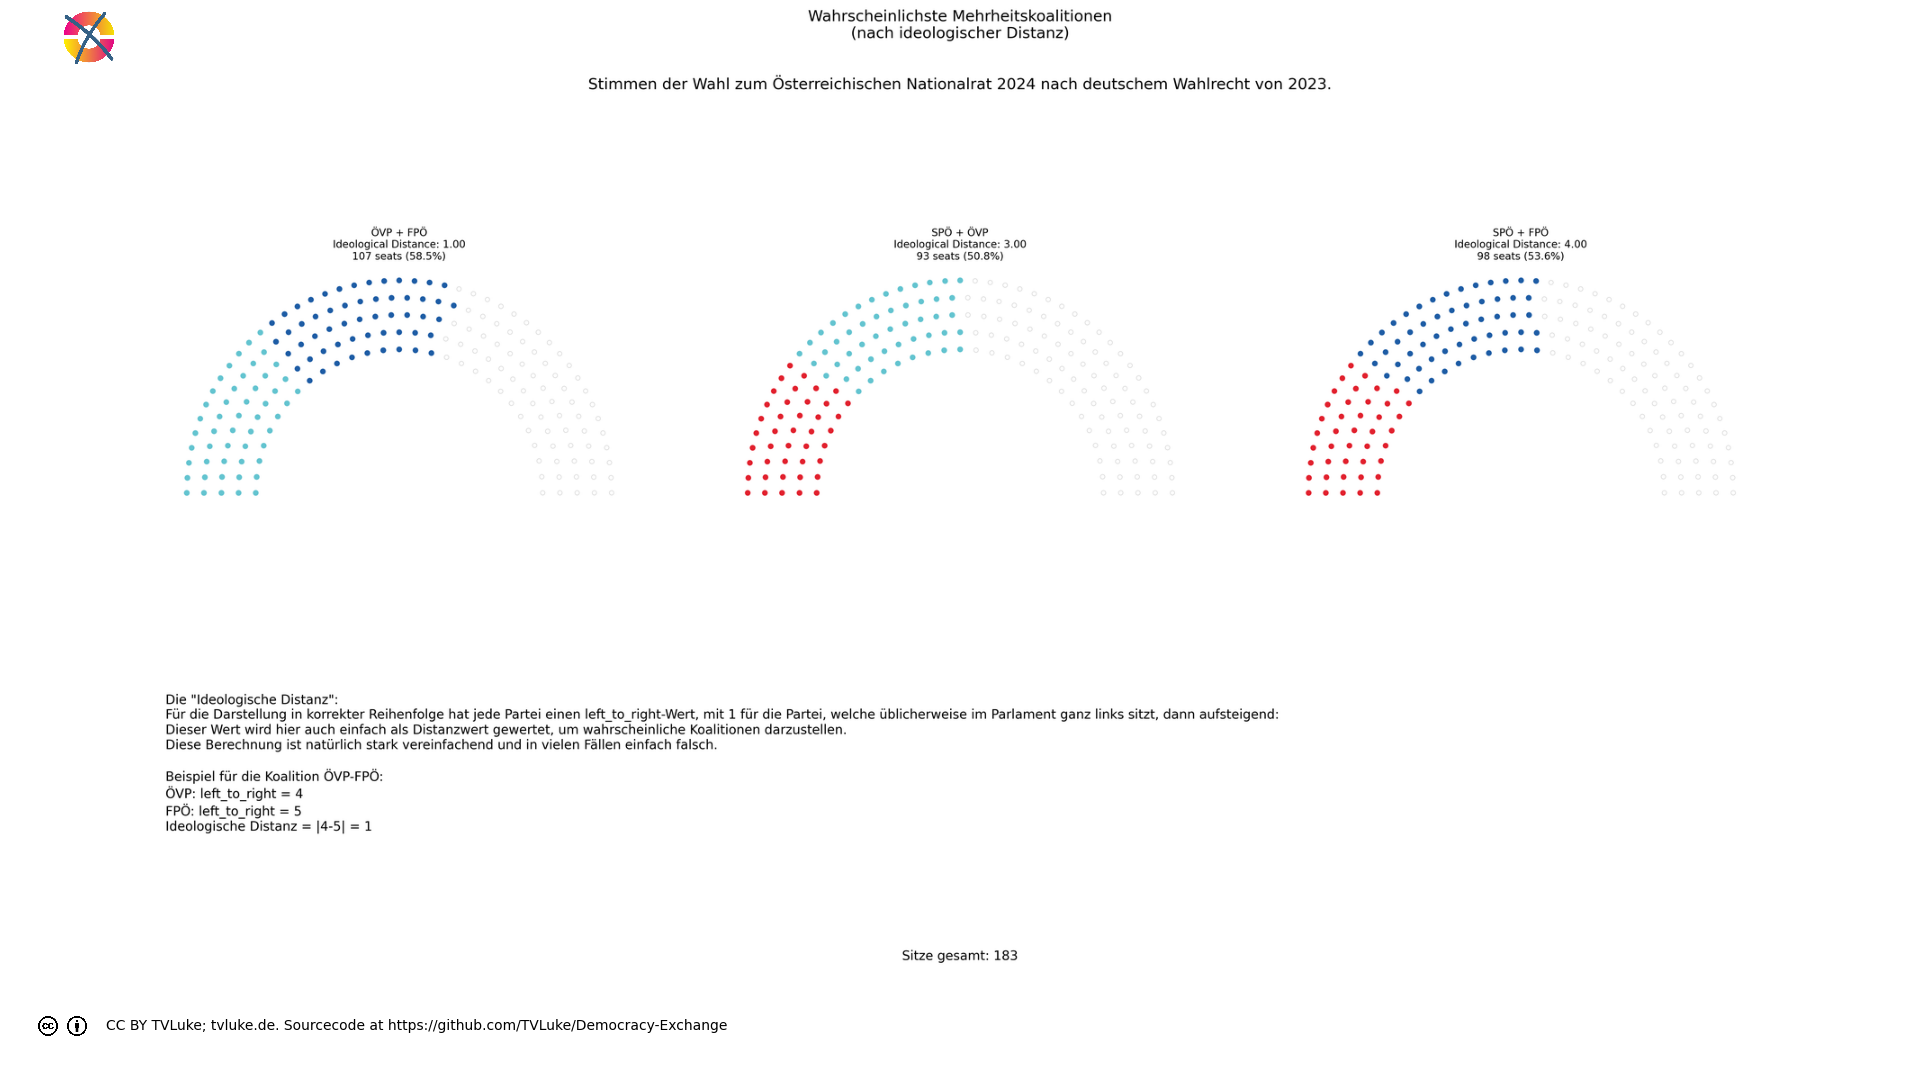 Wahrscheinlichste Mehrheitskoalitionen
(nach ideologischer Distanz)
Stimmen der Wahl zum Österreichischen Nationalrat 2024 nach deutschem Wahlrecht von 2023.
ÖVP + FPÖ
Ideological Distance: 1.00
107 seats (58.5%)
SPÖ + ÖVP
Ideological Distance: 3.00
93 seats (50.8%)
SPÖ + FPÖ
Ideological Distance: 4.00
98 seats (53.6%)
Die "Ideologische Distanz":
Für die Darstellung in korrekter Reihenfolge hat jede Partei einen left_to_right-Wert, mit 1 für die Partei, welche üblicherweise im Parlament ganz links sitzt, dann aufsteigend:
Dieser Wert wird hier auch einfach als Distanzwert gewertet, um wahrscheinliche Koalitionen darzustellen.
Diese Berechnung ist natürlich stark vereinfachend und in vielen Fällen einfach falsch.
Beispiel für die Koalition ÖVP-FPÖ:
ÖVP: left_to_right = 4
FPÖ: left_to_right = 5
Ideologische Distanz = |4-5| = 1
Sitze gesamt: 183
cc
CC BY TVLuke; tvluke.de. Sourcecode at https://github.com/TVLuke/Democracy-Exchange